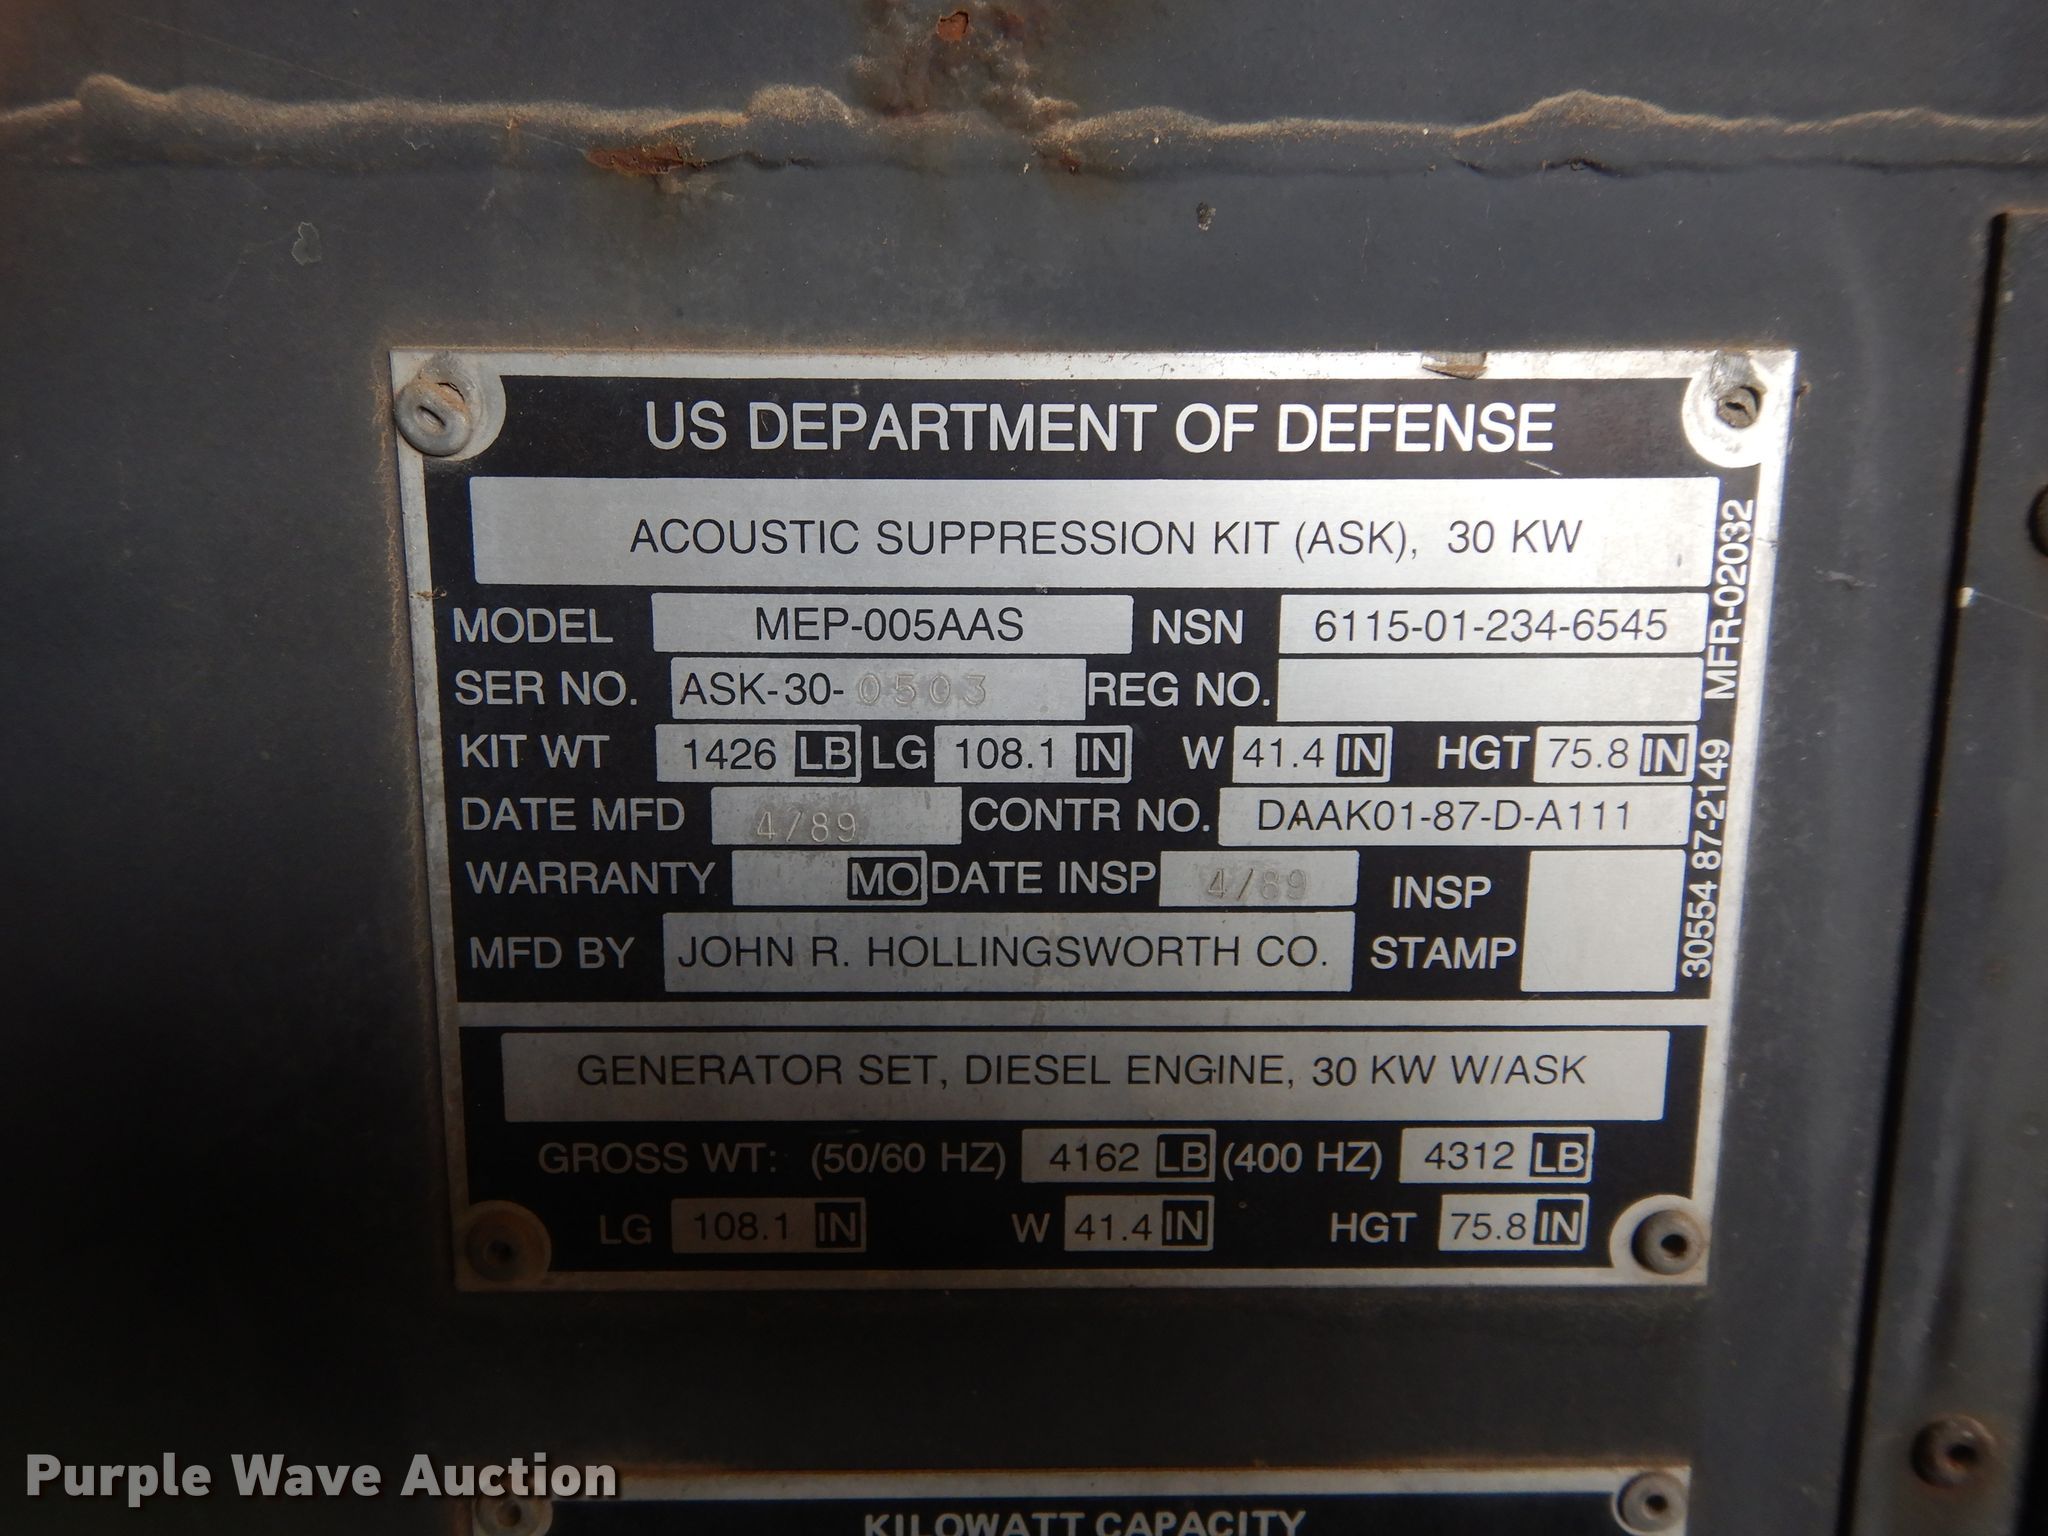 US DEPARTMENT OF DEFENSE
ACOUSTIC SUPPRESSION KIT (ASK), 30 KW
MODEL MEP-005AAS NSN 6115-01-234-6545
SER NO. ASK-30-0503 REG NO.
KIT WT 1426 LB LG 108.1 IN W 41.4 IN HGT 75.8 IN
DATE MFD 4/89 CONTR NO. DAAK01-87-D-A111
WARRANTY MO DATE INSP 4/89 INSP
MFD BY JOHN R. HOLLINGSWORTH CO. STAMP
30554 87-2149 MFR-02032
GENERATOR SET, DIESEL ENGINE, 30 KW W/ASK
GROSS WT: (50/60 HZ) 4162 LB (400 HZ) 4312 LB
LG 108.1 IN W 41.4 IN HGT 75.8 IN
KILOWATT CAPACITY
Purple Wave Auction